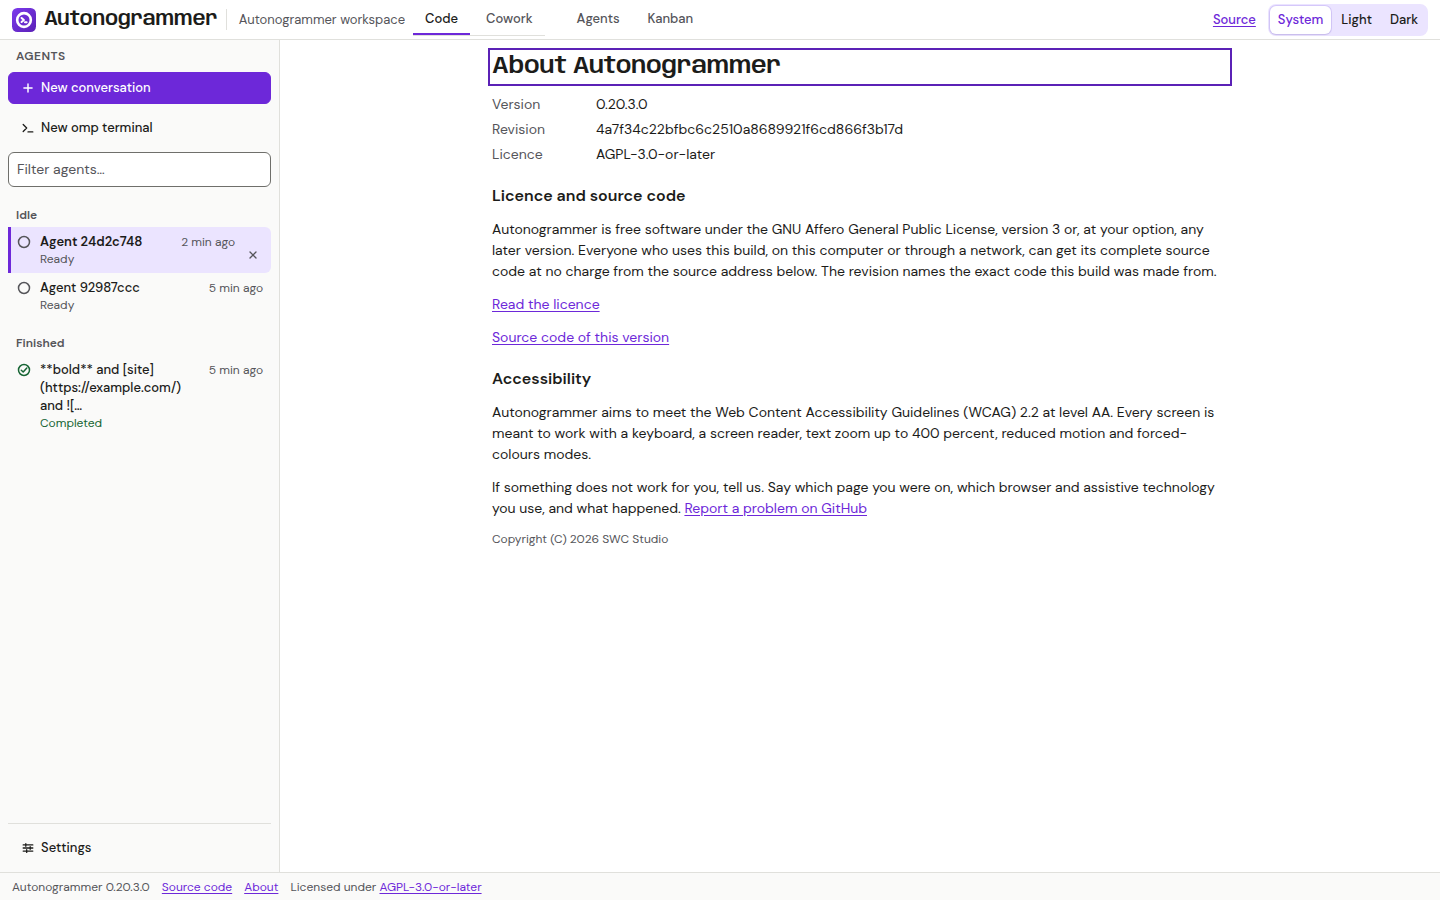 Autonogrammer
Autonogrammer workspace
Code
Cowork
Agents
Kanban
Source
System
Light
Dark
AGENTS
New conversation
New omp terminal
Filter agents…
Idle
Agent 24d2c748
2 min ago
Ready
Agent 92987ccc
5 min ago
Ready
Finished
**bold** and [site]
5 min ago
(https://example.com/)
and ![…
Completed
Settings
About Autonogrammer
Version 0.20.3.0
Revision 4a7f34c22bfbc6c2510a8689921f6cd866f3b17d
Licence AGPL-3.0-or-later
Licence and source code
Autonogrammer is free software under the GNU Affero General Public License, version 3 or, at your option, any
later version. Everyone who uses this build, on this computer or through a network, can get its complete source
code at no charge from the source address below. The revision names the exact code this build was made from.
Read the licence
Source code of this version
Accessibility
Autonogrammer aims to meet the Web Content Accessibility Guidelines (WCAG) 2.2 at level AA. Every screen is
meant to work with a keyboard, a screen reader, text zoom up to 400 percent, reduced motion and forced-
colours modes.
If something does not work for you, tell us. Say which page you were on, which browser and assistive technology
you use, and what happened. Report a problem on GitHub
Copyright (C) 2026 SWC Studio
Autonogrammer 0.20.3.0 Source code About Licensed under AGPL-3.0-or-later